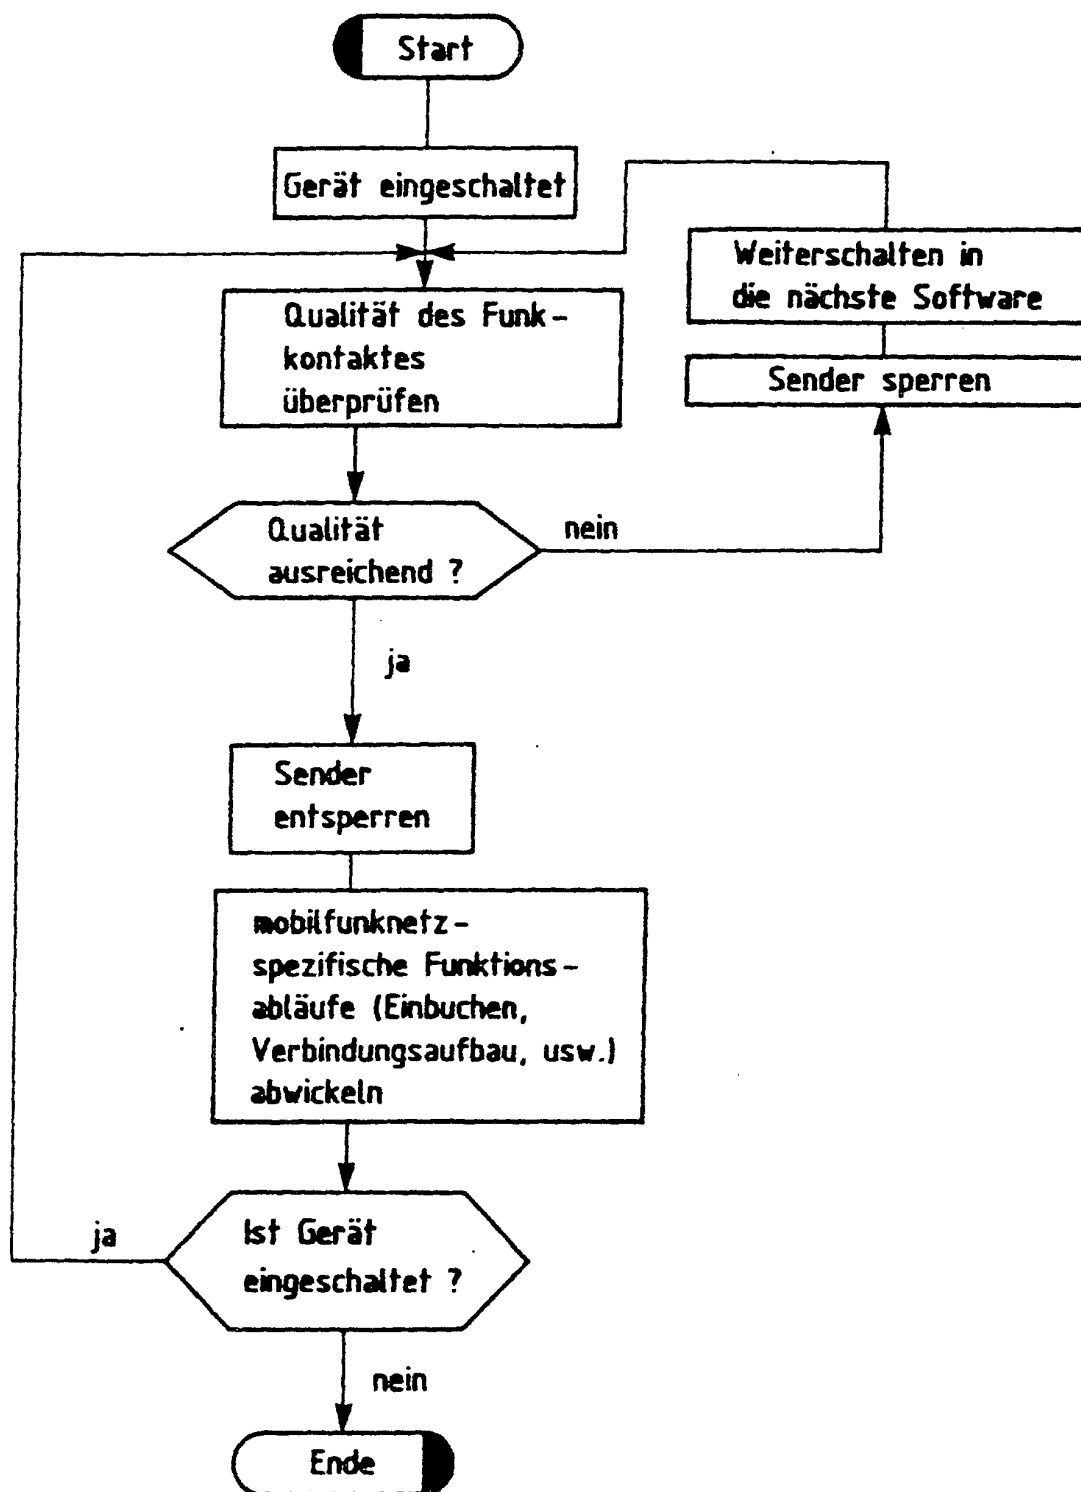 Start
Gerät eingeschaltet
Weiterschalten in
die nächste Software
Sender sperren
Qualität des Funk-
kontaktes
überprüfen
Qualität
ausreichend ?
nein
ja
Sender
entsperren
mobilfunknetz-
spezifische Funktions-
abläufe (Einbuchen,
Verbindungsaufbau, usw.)
abwickeln
ja
Ist Gerät
eingeschaltet ?
nein
Ende